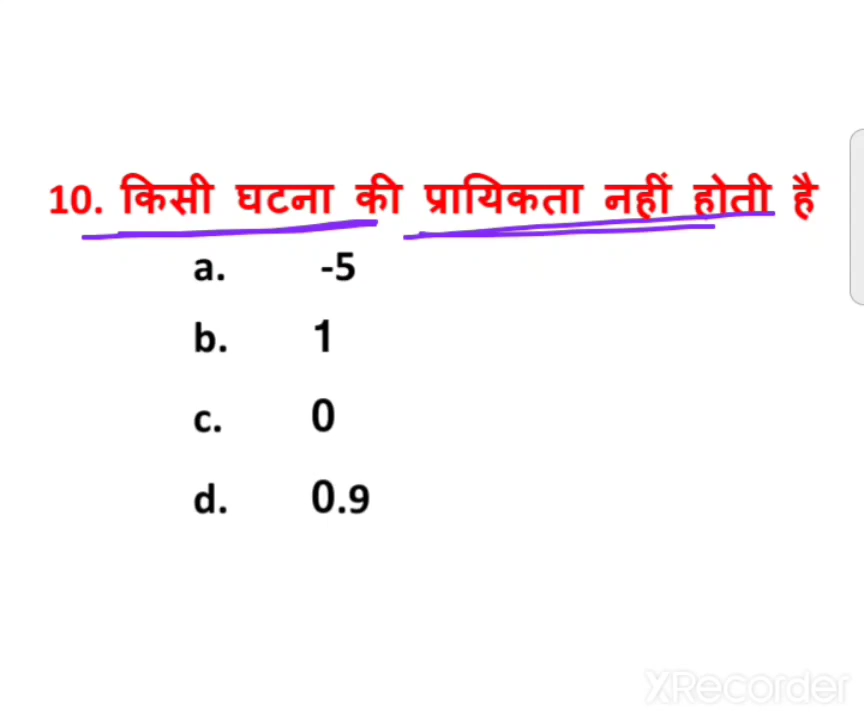 10. किसी घटना की प्रायिकता नहीं होती है
a. -5
b. 1
c. 0
d. 0.9
XRecorder